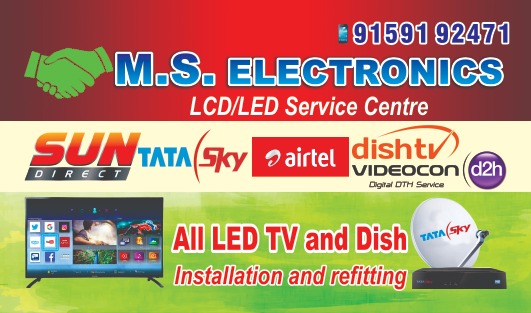 91591 92471
M.S. ELECTRONICS
LCD/LED Service Centre
SUN DIRECT
TATA Sky
airtel
dishtv
VIDEOCON d2h
Digital DTH Service
All LED TV and Dish
TATA Sky
Installation and refitting